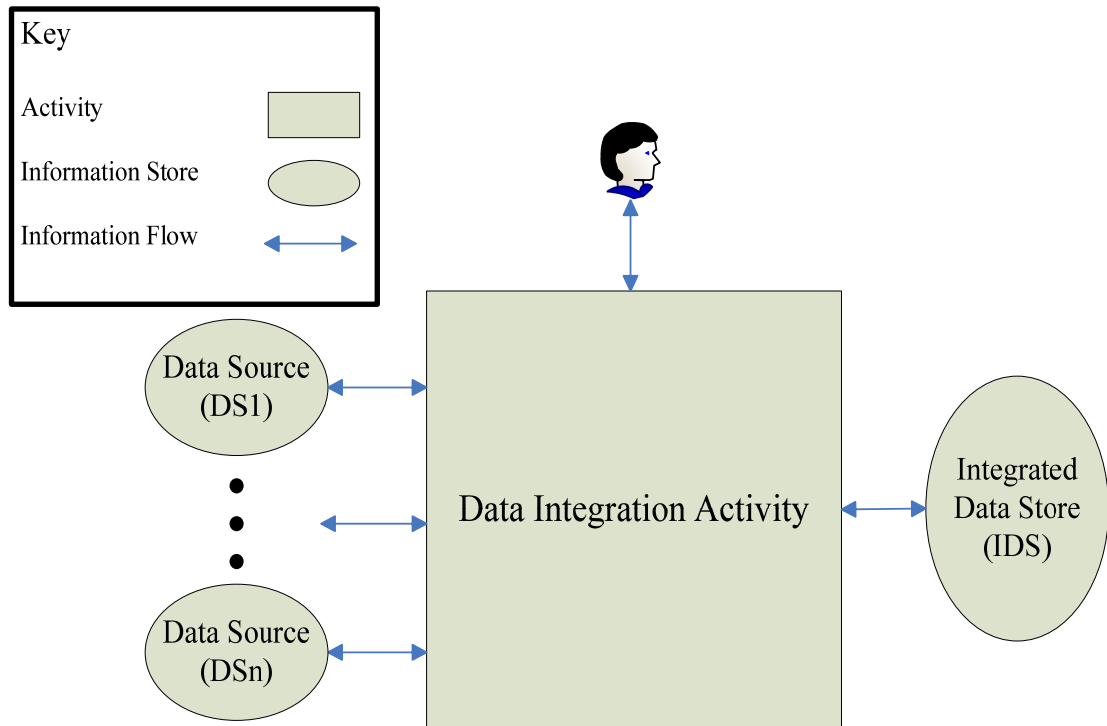 Key
Activity
Information Store
Information Flow
Data Source
(DS1)
Data Integration Activity
Integrated
Data Store
(IDS)
Data Source
(DSn)